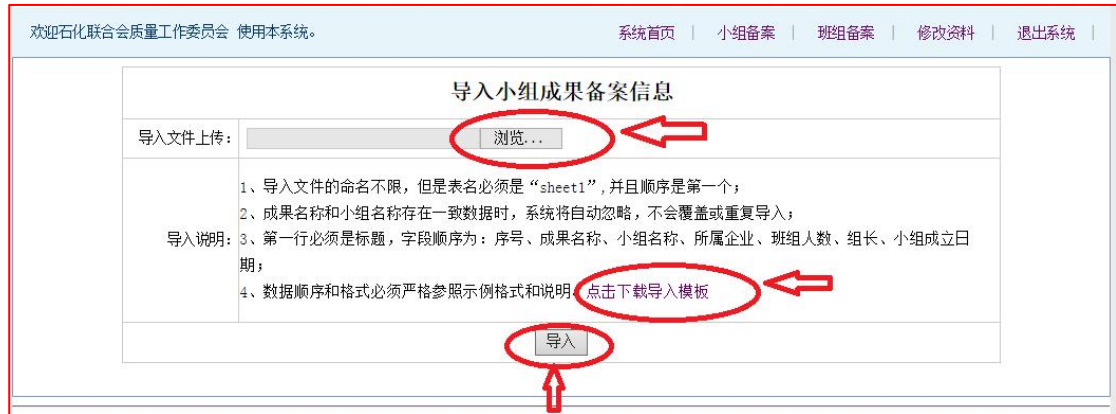 欢迎石化联合会质量工作委员会 使用本系统。 系统首页 | 小组备案 | 班组备案 | 修改资料 | 退出系统 |
导入小组成果备案信息
导入文件上传： 浏览...
1、导入文件的命名不限，但是表名必须是“sheet1”,并且顺序是第一个；
2、成果名称和小组名称存在一致数据时，系统将自动忽略，不会覆盖或重复导入；
导入说明：3、第一行必须是标题，字段顺序为：序号、成果名称、小组名称、所属企业、班组人数、组长、小组成立日
期；
4、数据顺序和格式必须严格参照示例格式和说明。点击下载导入模板
导入